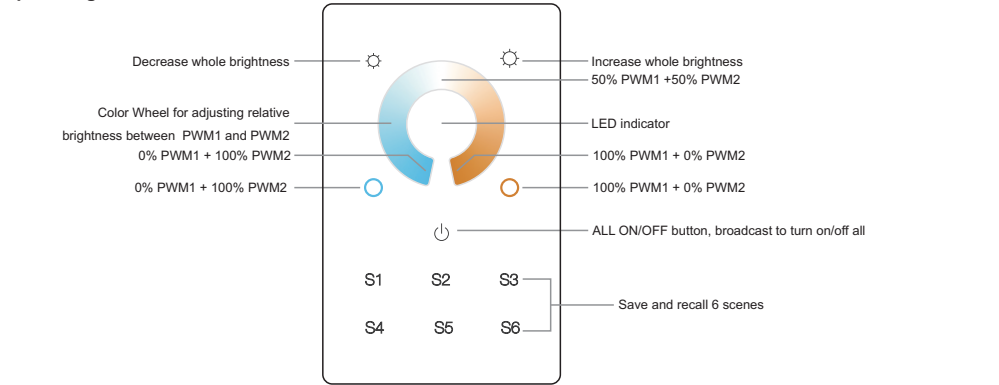 Decrease whole brightness
Increase whole brightness
50% PWM1 +50% PWM2
Color Wheel for adjusting relative
brightness between PWM1 and PWM2
LED indicator
0% PWM1 + 100% PWM2
100% PWM1 + 0% PWM2
0% PWM1 + 100% PWM2
100% PWM1 + 0% PWM2
ALL ON/OFF button, broadcast to turn on/off all
S1 S2 S3
Save and recall 6 scenes
S4 S5 S6